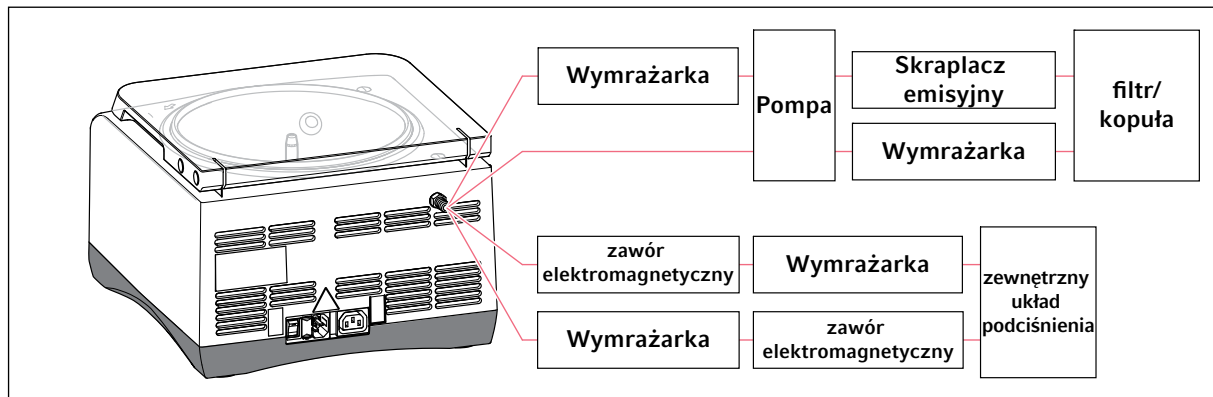 Wymrażarka
Pompa
Skraplacz
emisyjny
filtr/
kopuła
Wymrażarka
zawór
elektromagnetyczny
Wymrażarka
zewnętrzny
układ
podciśnienia
Wymrażarka
zawór
elektromagnetyczny